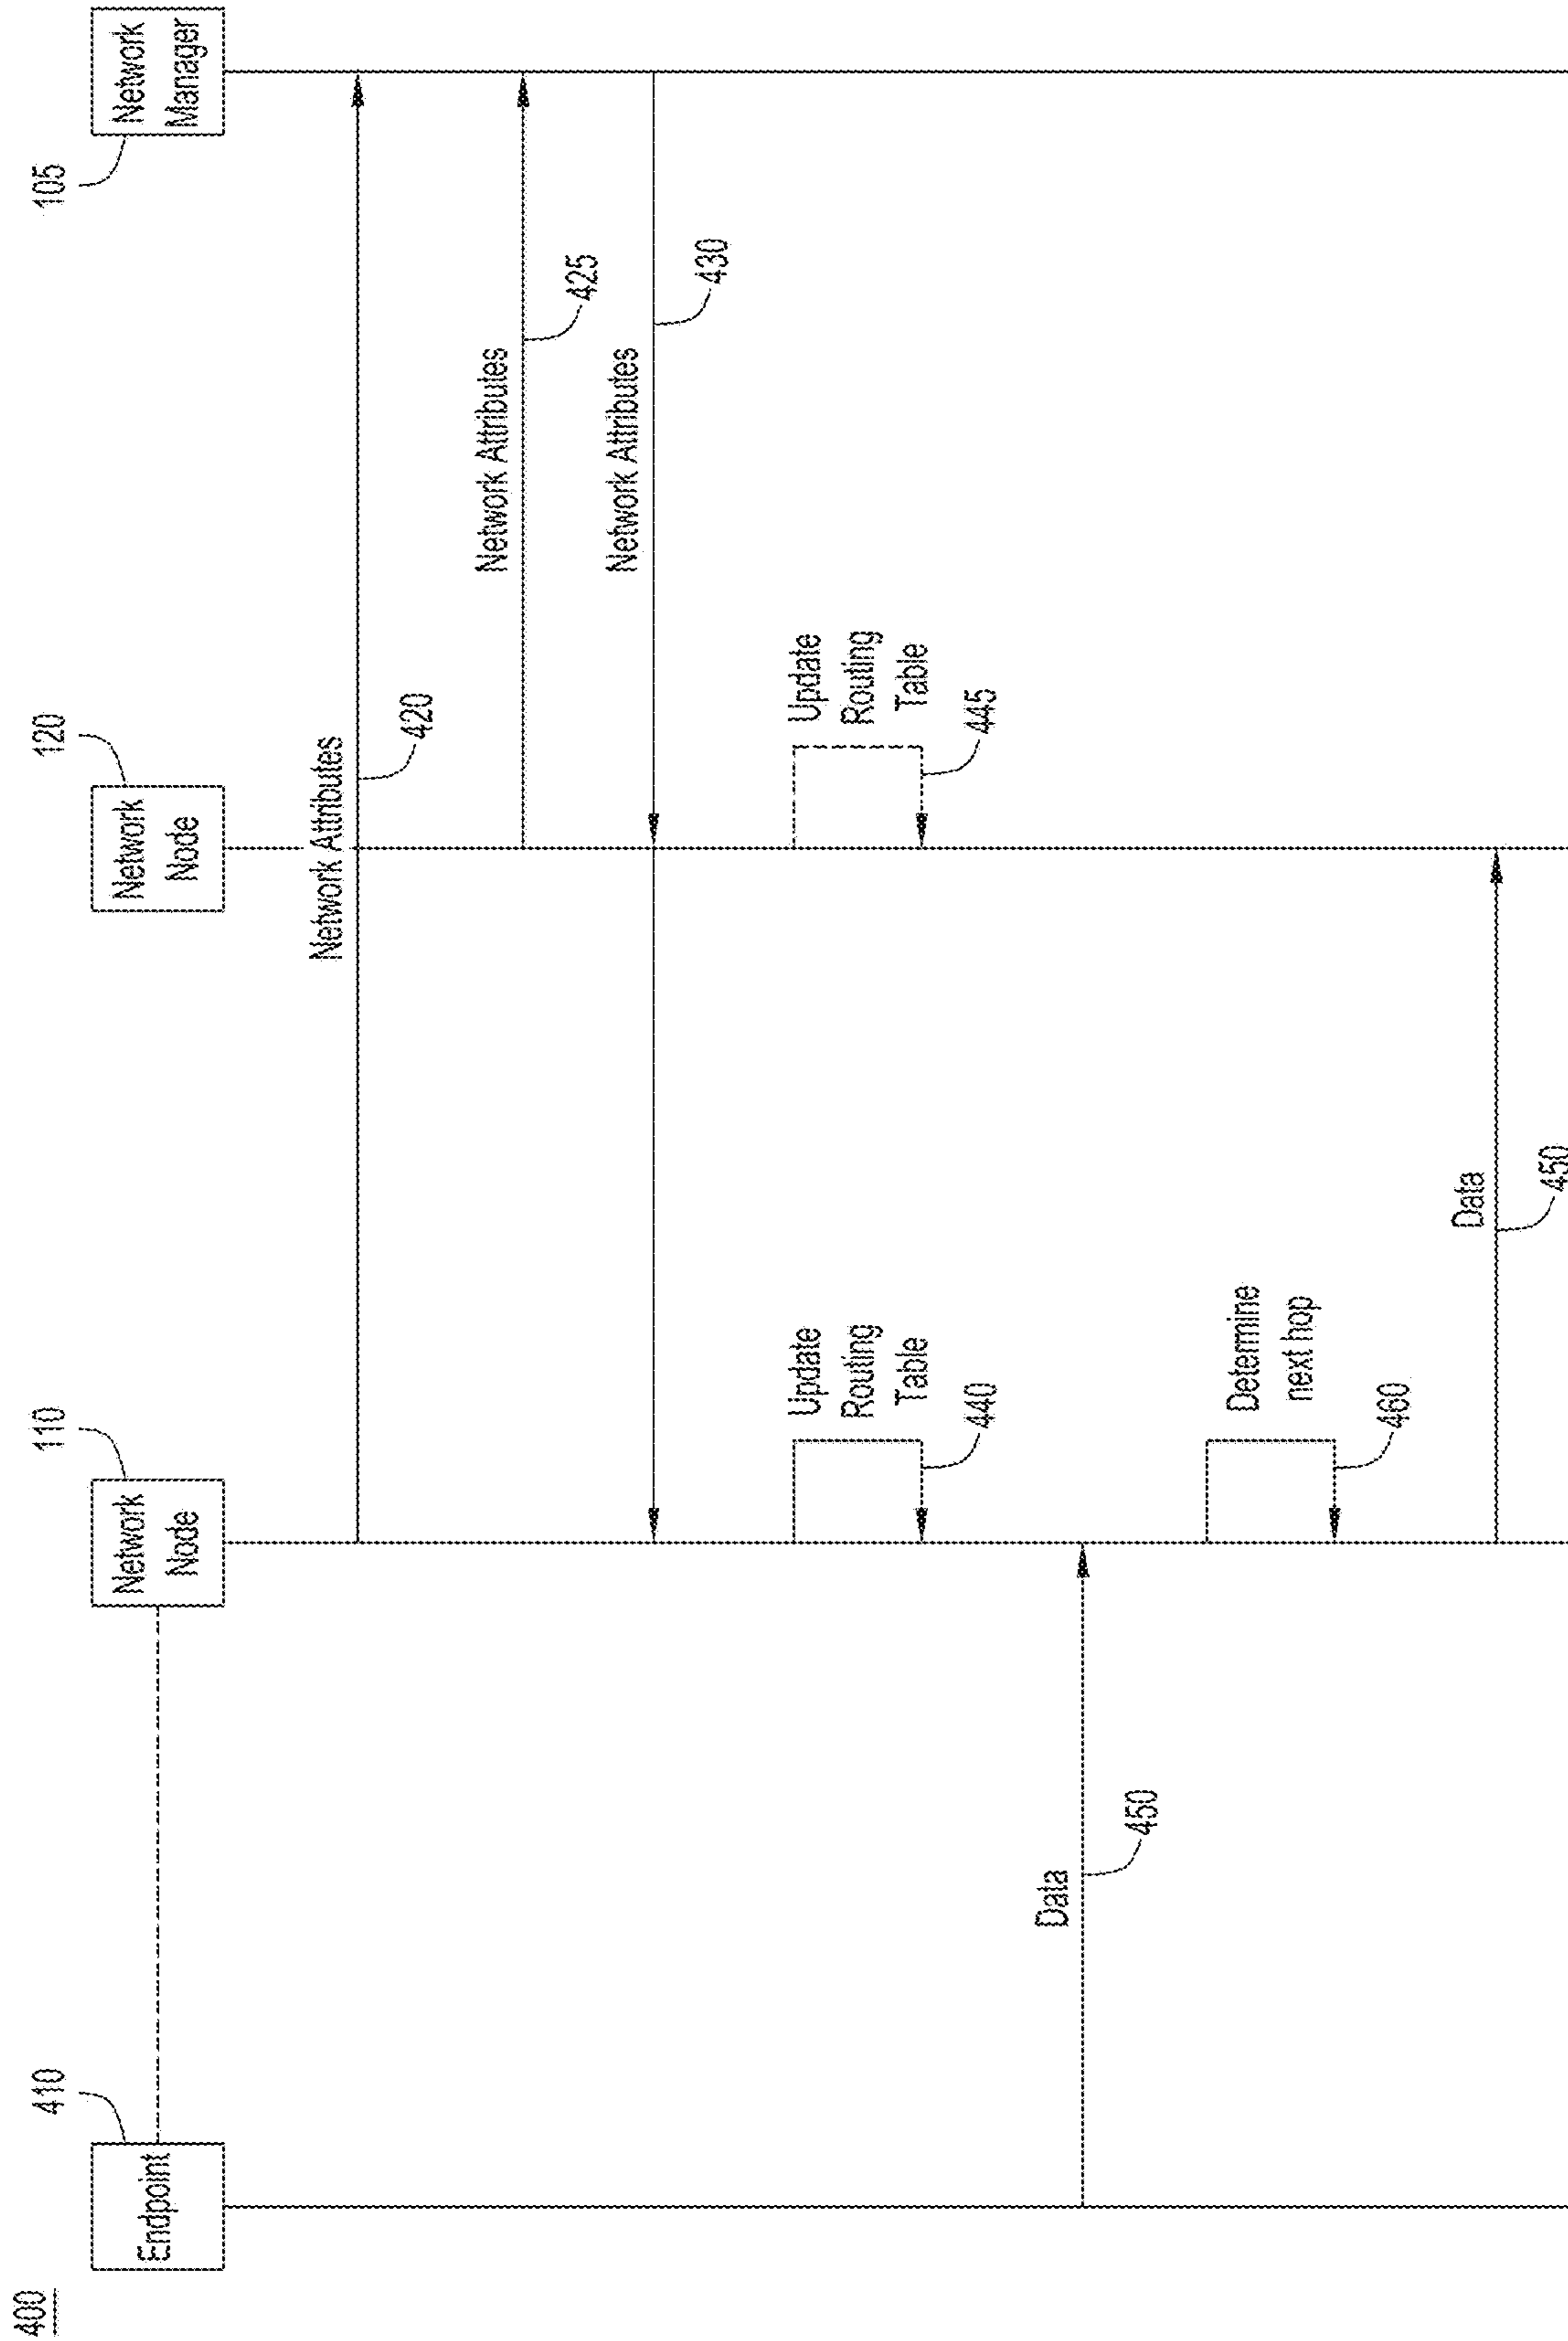 400
410
110
120
105
Endpoint
Network
Node
Network
Node
Network
Manager
Network Attributes
420
Network Attributes
425
Network Attributes
430
Update
Routing
Table
440
Update
Routing
Table
445
Data
450
Determine
next hop
460
Data
450